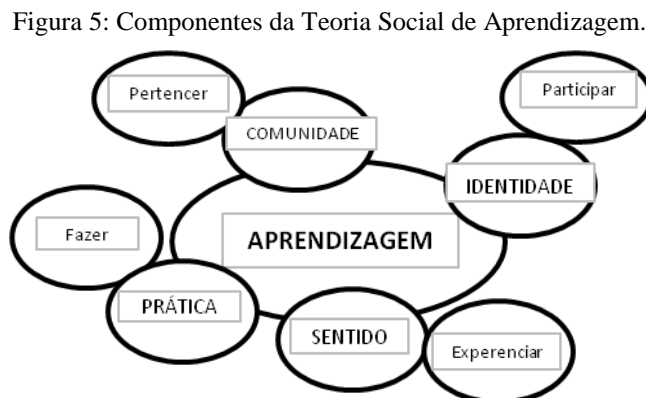 Figura 5: Componentes da Teoria Social de Aprendizagem.
Pertencer
Participar
COMUNIDADE
IDENTIDADE
Fazer
APRENDIZAGEM
PRÁTICA
SENTIDO
Experenciar